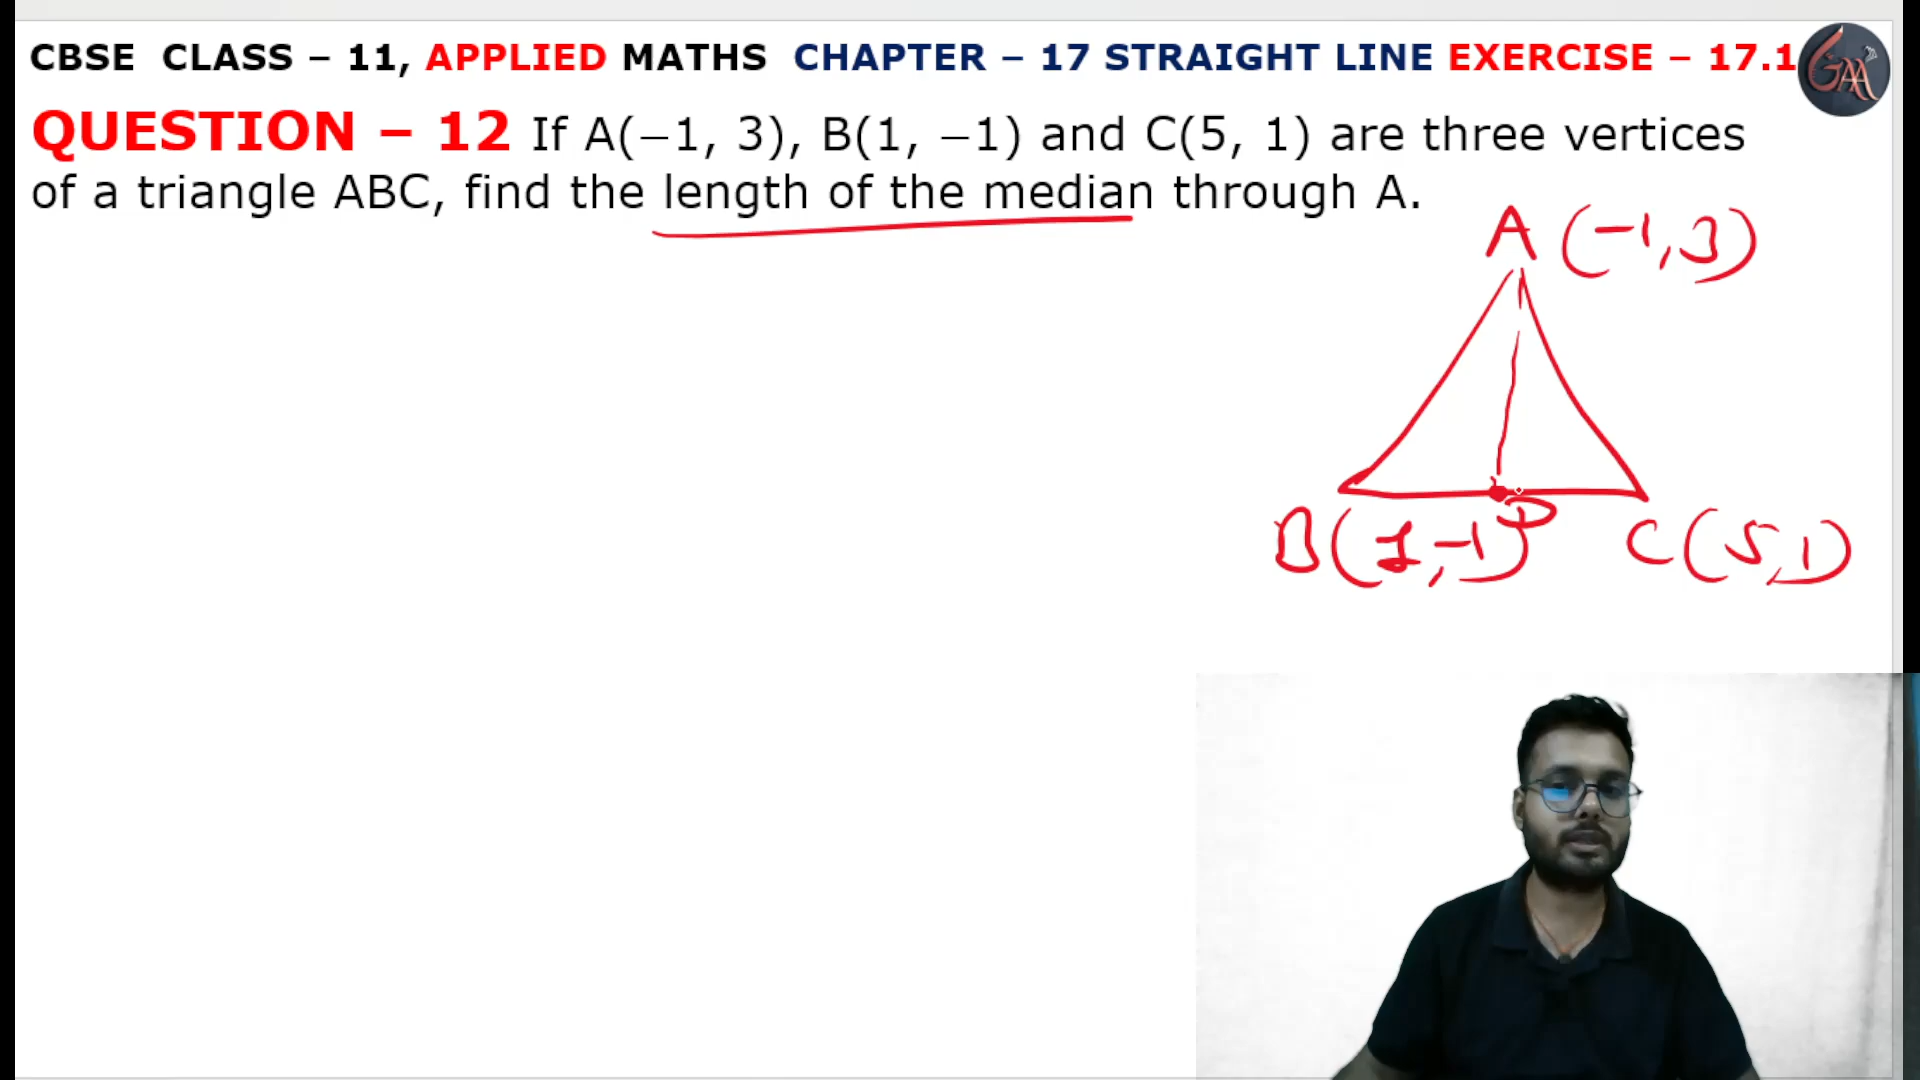 CBSE CLASS – 11, APPLIED MATHS CHAPTER – 17 STRAIGHT LINE EXERCISE – 17.1
GAA
QUESTION – 12 If A(−1, 3), B(1, −1) and C(5, 1) are three vertices
of a triangle ABC, find the length of the median through A.
A (-1, 3)
D
B (1, -1)
C (5, 1)